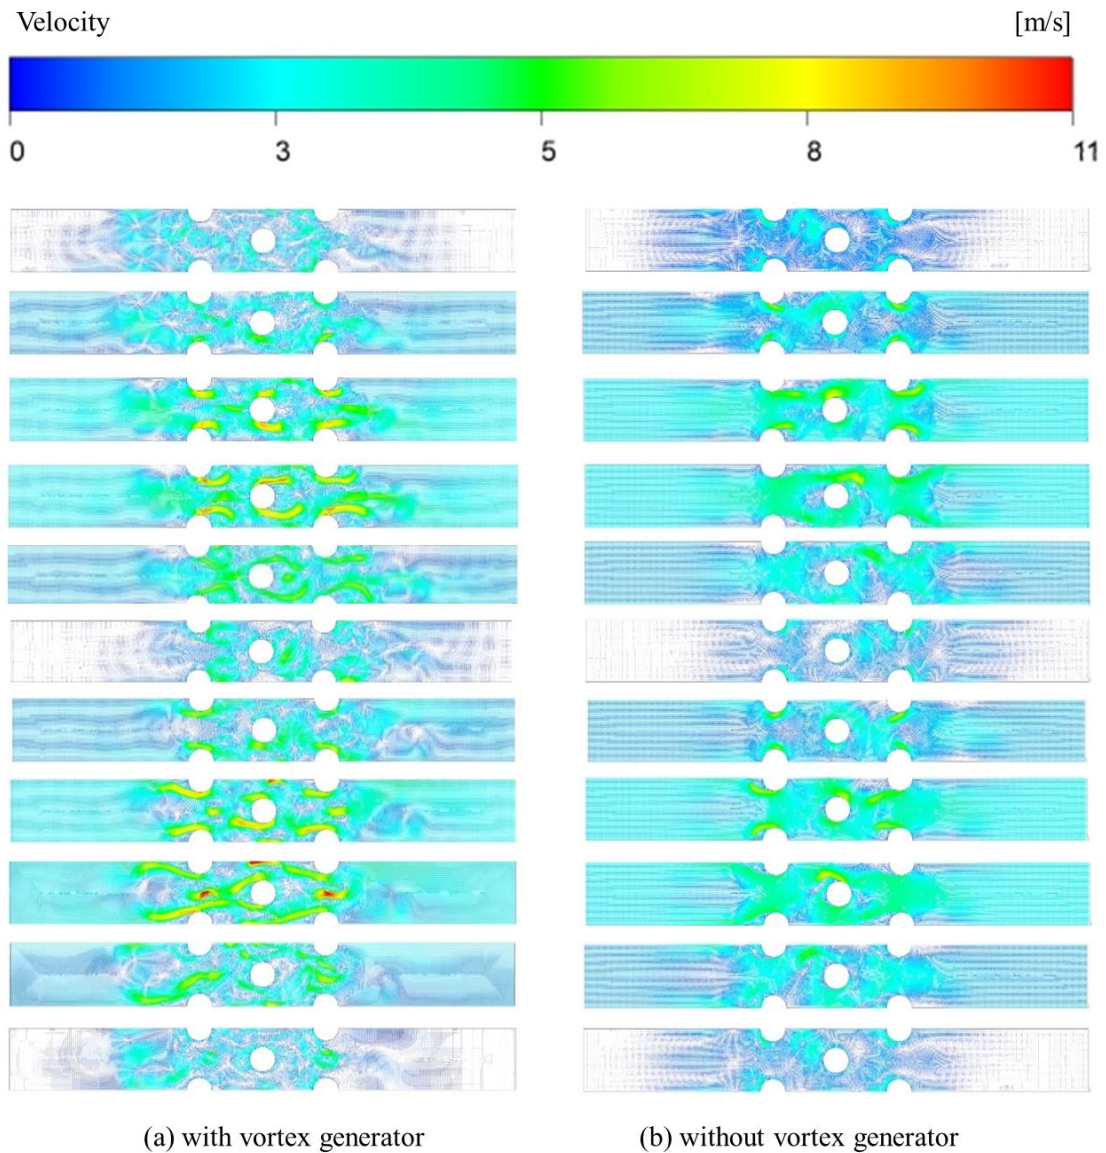 Velocity [m/s]
0 3 5 8 11
(a) with vortex generator (b) without vortex generator